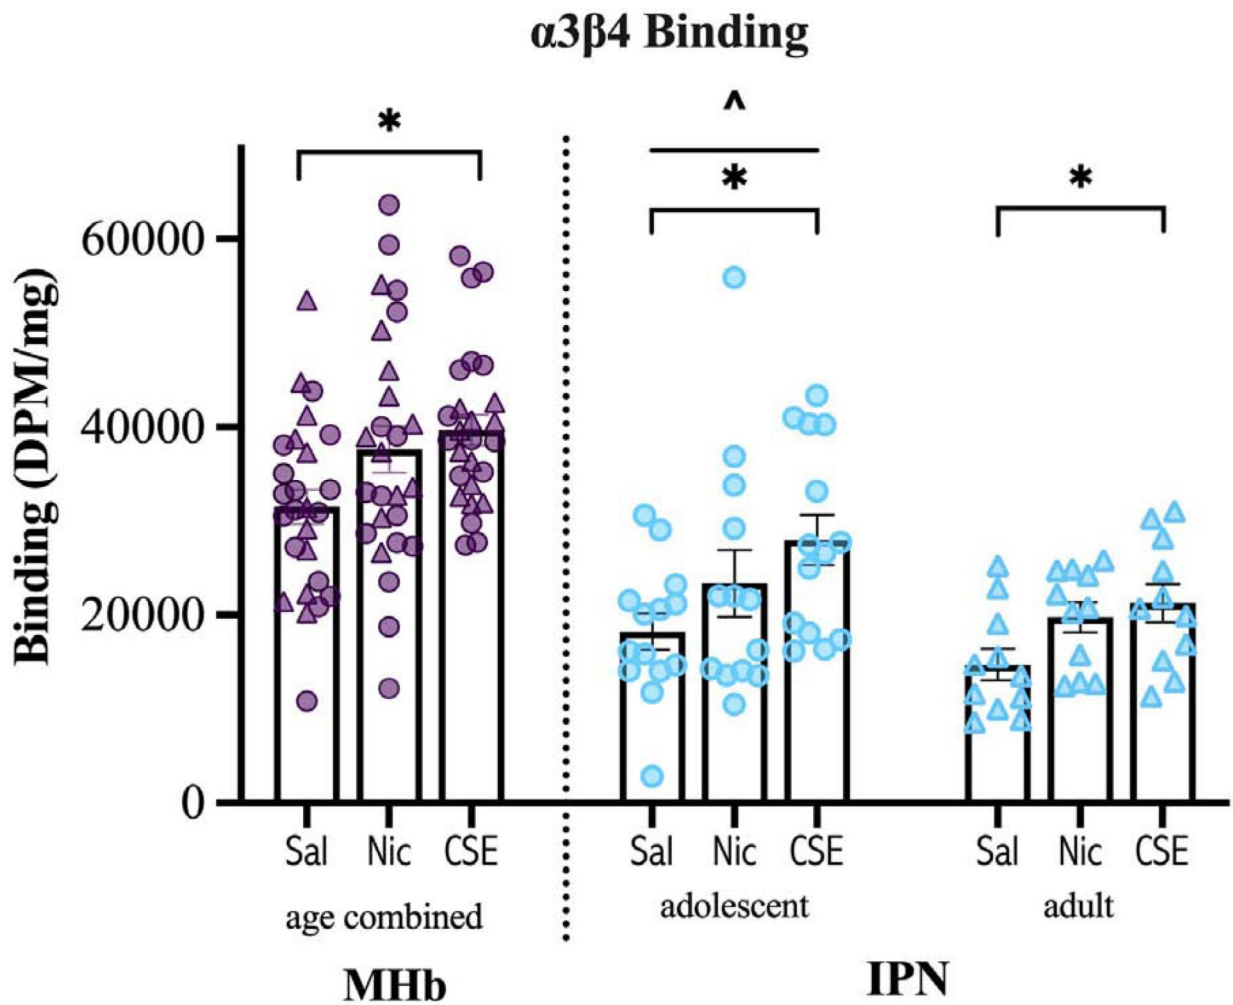 α3β4 Binding
Binding (DPM/mg)
60000
40000
20000
0
*
^
*
*
Sal Nic CSE
age combined
MHb
Sal Nic CSE
adolescent
Sal Nic CSE
adult
IPN